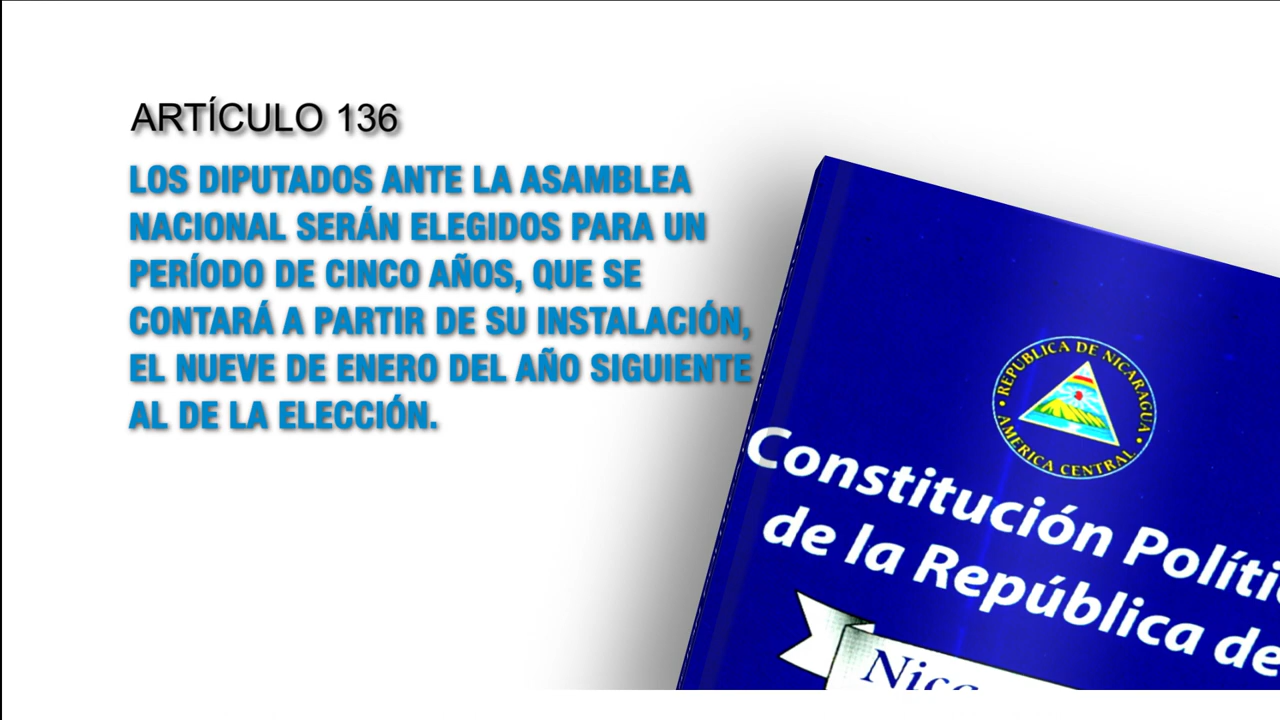 ARTÍCULO 136
LOS DIPUTADOS ANTE LA ASAMBLEA
NACIONAL SERÁN ELEGIDOS PARA UN
PERÍODO DE CINCO AÑOS, QUE SE
CONTARÁ A PARTIR DE SU INSTALACIÓN,
EL NUEVE DE ENERO DEL AÑO SIGUIENTE
AL DE LA ELECCIÓN.
REPÚBLICA DE NICARAGUA
AMÉRICA CENTRAL
Constitución Políti
de la República de